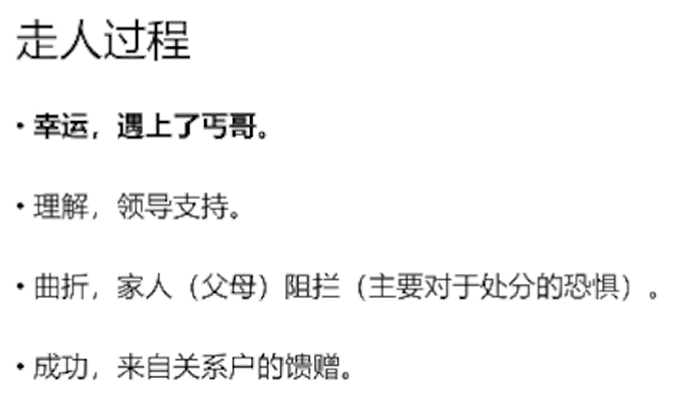 走人过程
• 幸运，遇上了丐哥。
• 理解，领导支持。
• 曲折，家人（父母）阻拦（主要对于处分的恐惧）。
• 成功，来自关系户的馈赠。